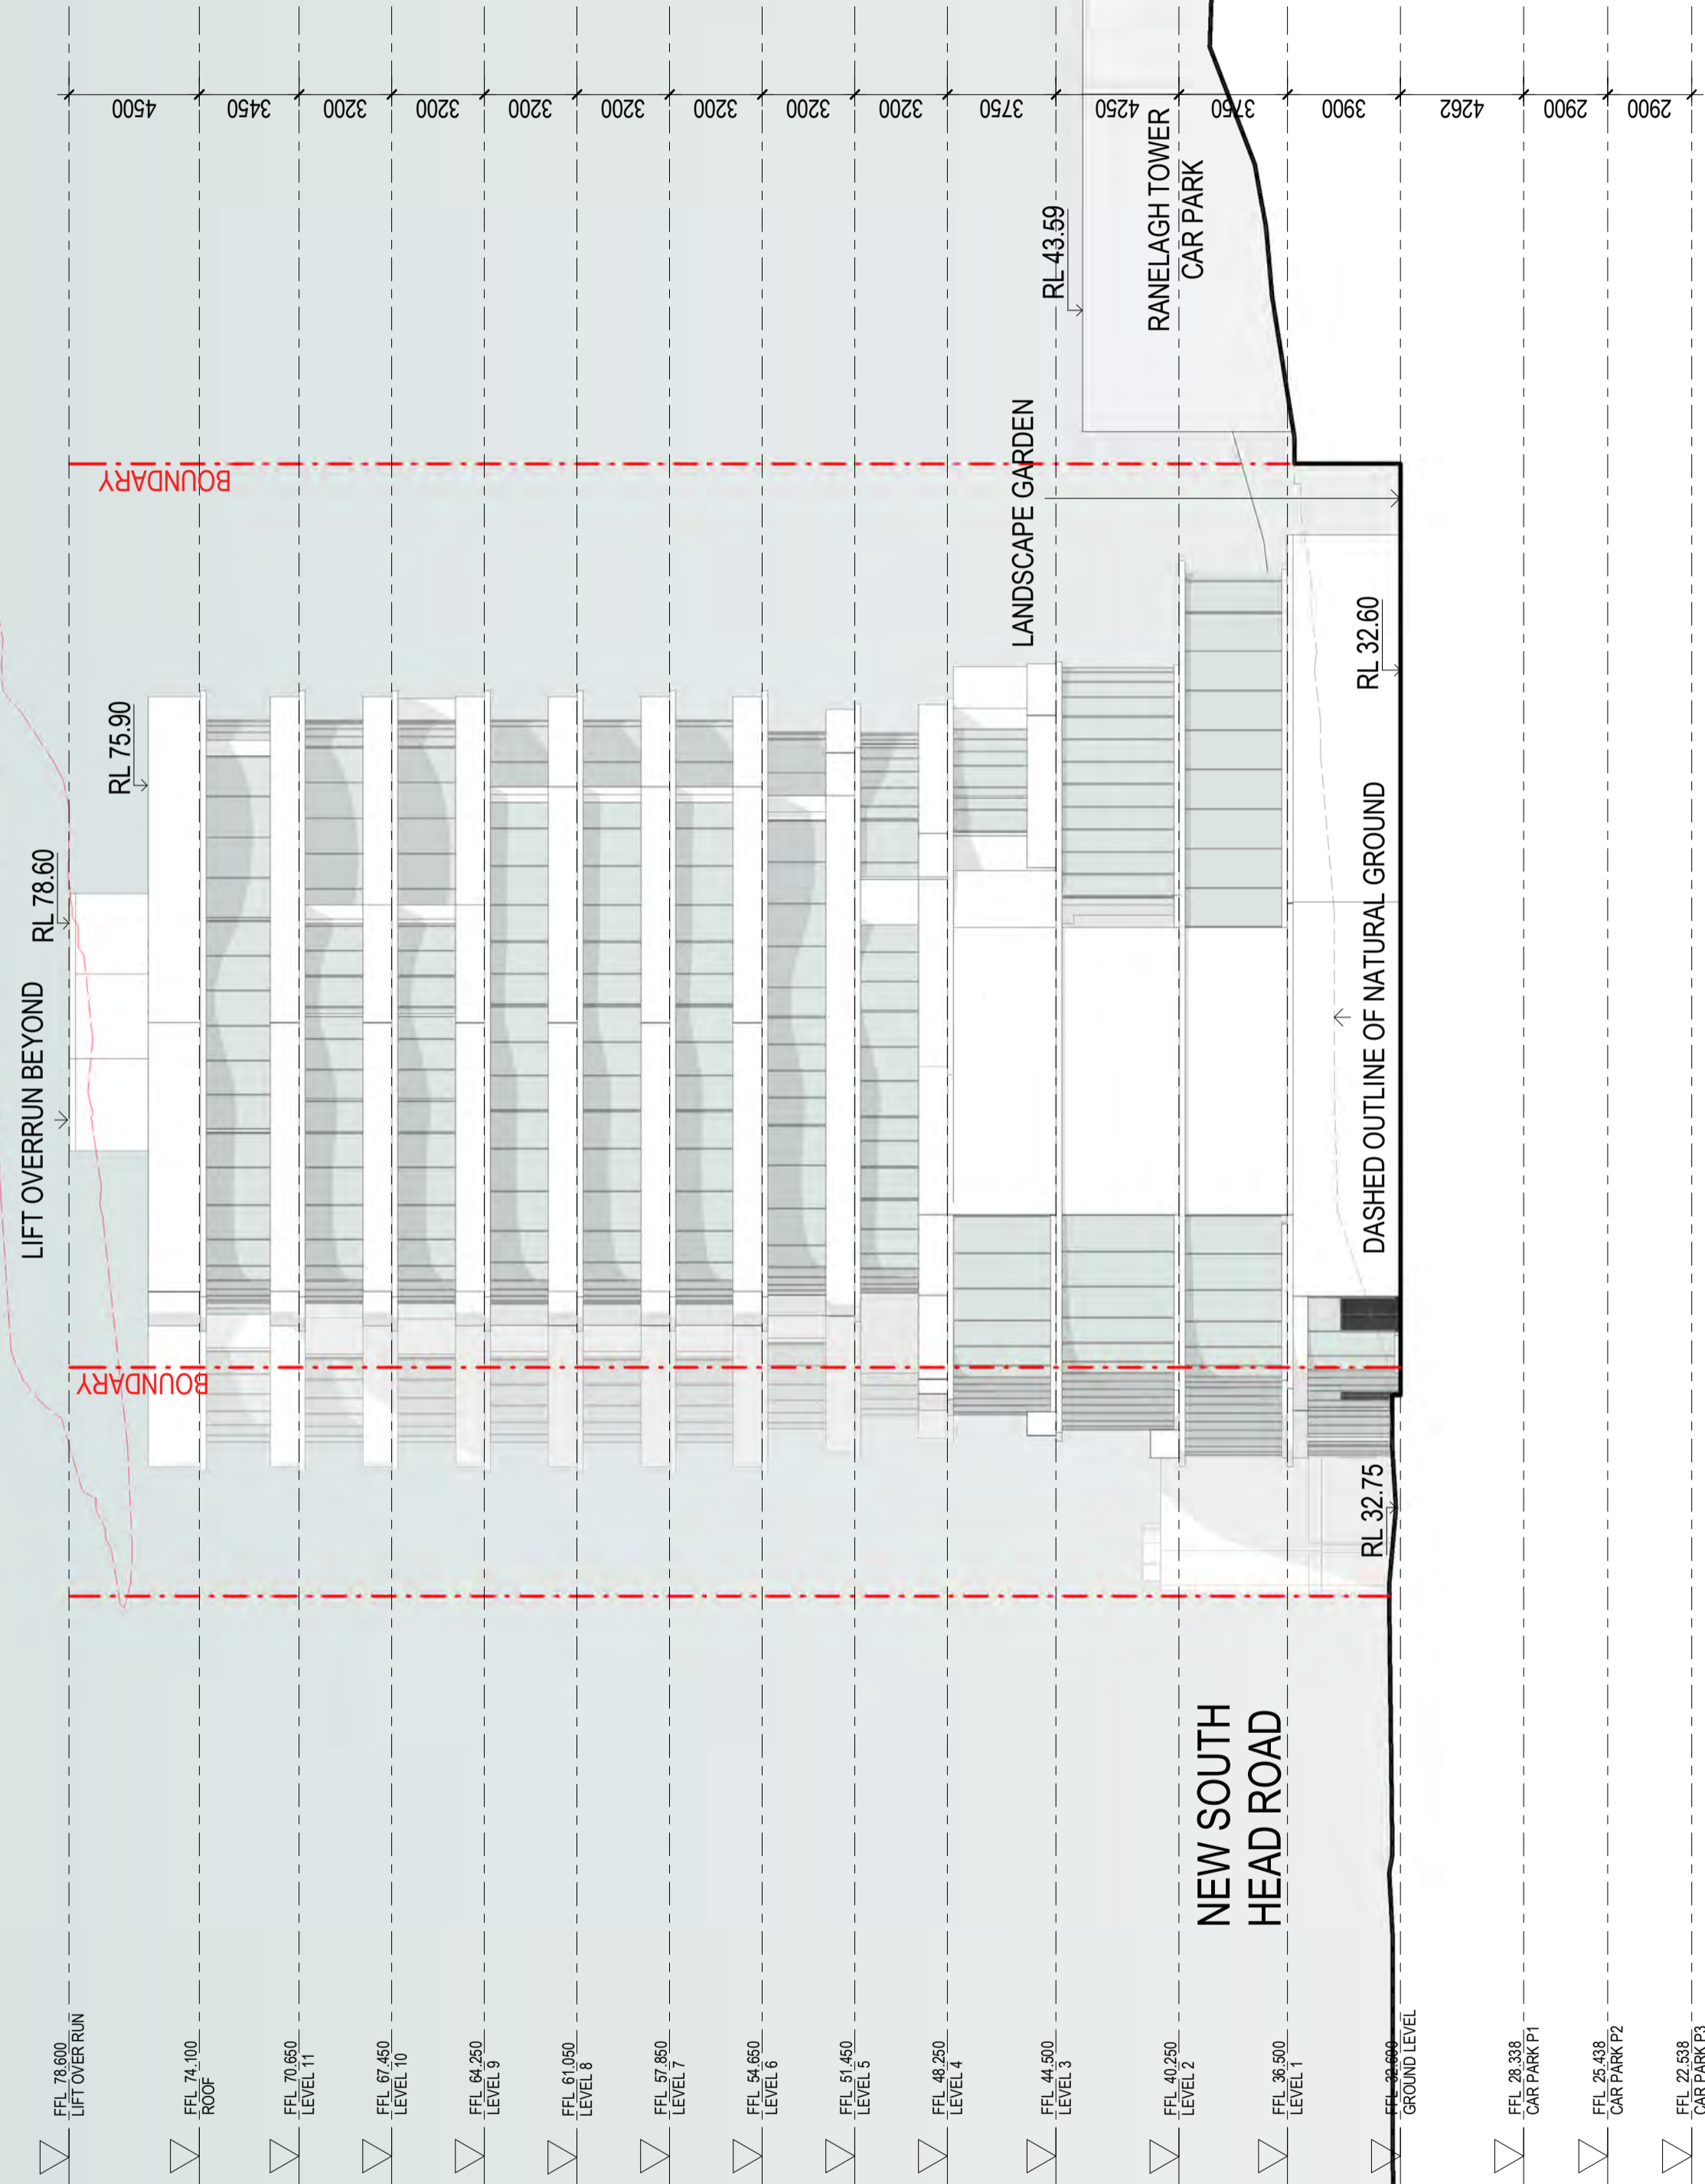 LIFT OVERRUN BEYOND
RL 78.60
RL 75.90
BOUNDARY
BOUNDARY
LANDSCAPE GARDEN
RL 43.59
RANELAGH TOWER
CAR PARK
RL 32.60
DASHED OUTLINE OF NATURAL GROUND
RL 32.75
NEW SOUTH
HEAD ROAD
4500
3450
3200
3200
3200
3200
3200
3200
3200
3750
4250
3750
3900
4262
2900
2900
FFL 78.600
LIFT OVER RUN
FFL 74.100
ROOF
FFL 70.650
LEVEL 11
FFL 67.450
LEVEL 10
FFL 64.250
LEVEL 9
FFL 61.050
LEVEL 8
FFL 57.850
LEVEL 7
FFL 54.650
LEVEL 6
FFL 51.450
LEVEL 5
FFL 48.250
LEVEL 4
FFL 44.500
LEVEL 3
FFL 40.250
LEVEL 2
FFL 36.500
LEVEL 1
FFL 32.600
GROUND LEVEL
FFL 28.338
CAR PARK P1
FFL 25.438
CAR PARK P2
FFL 22.538
CAR PARK P3